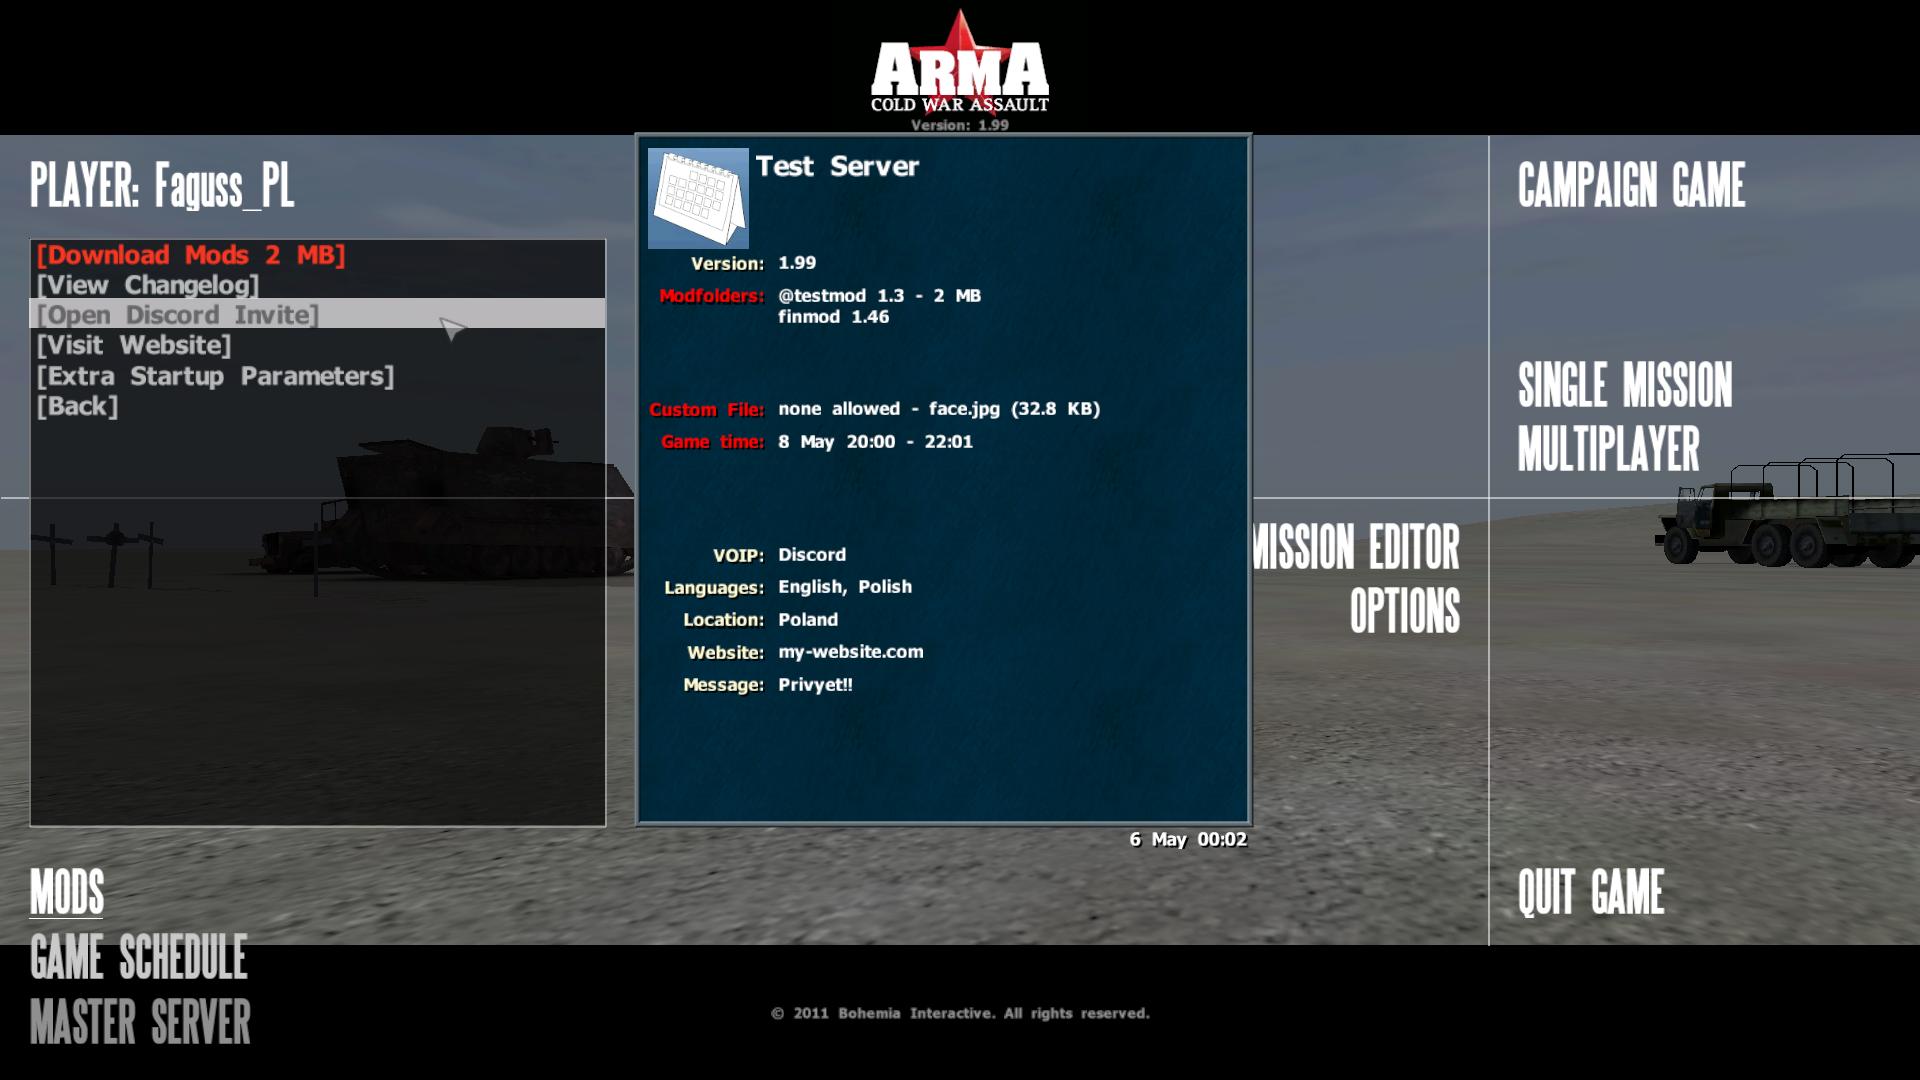 ARMA
COLD WAR ASSAULT
Version: 1.99
PLAYER: Faguss_PL
[Download Mods 2 MB]
[View Changelog]
[Open Discord Invite]
[Visit Website]
[Extra Startup Parameters]
[Back]
Test Server
Version: 1.99
Modfolders: @testmod 1.3 - 2 MB
finmod 1.46
Custom File: none allowed - face.jpg (32.8 KB)
Game time: 8 May 20:00 - 22:01
VOIP: Discord
Languages: English, Polish
Location: Poland
Website: my-website.com
Message: Privyet!!
6 May 00:02
CAMPAIGN GAME
SINGLE MISSION
MULTIPLAYER
MISSION EDITOR
OPTIONS
QUIT GAME
MODS
GAME SCHEDULE
MASTER SERVER
© 2011 Bohemia Interactive. All rights reserved.